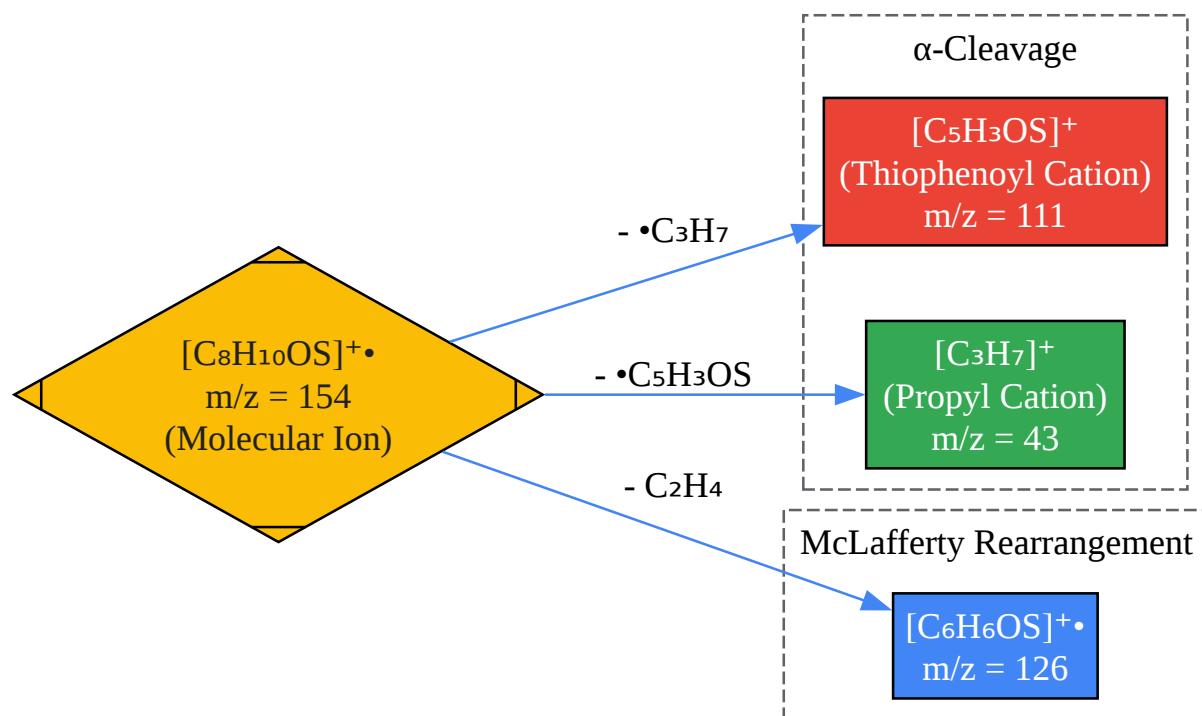 α-Cleavage
[C₅H₃OS]⁺
(Thiophenoyl Cation)
m/z = 111
- •C₃H₇
[C₈H₁₀OS]⁺•
m/z = 154
(Molecular Ion)
- •C₅H₃OS
[C₃H₇]⁺
(Propyl Cation)
m/z = 43
- C₂H₄
McLafferty Rearrangement
[C₆H₆OS]⁺•
m/z = 126